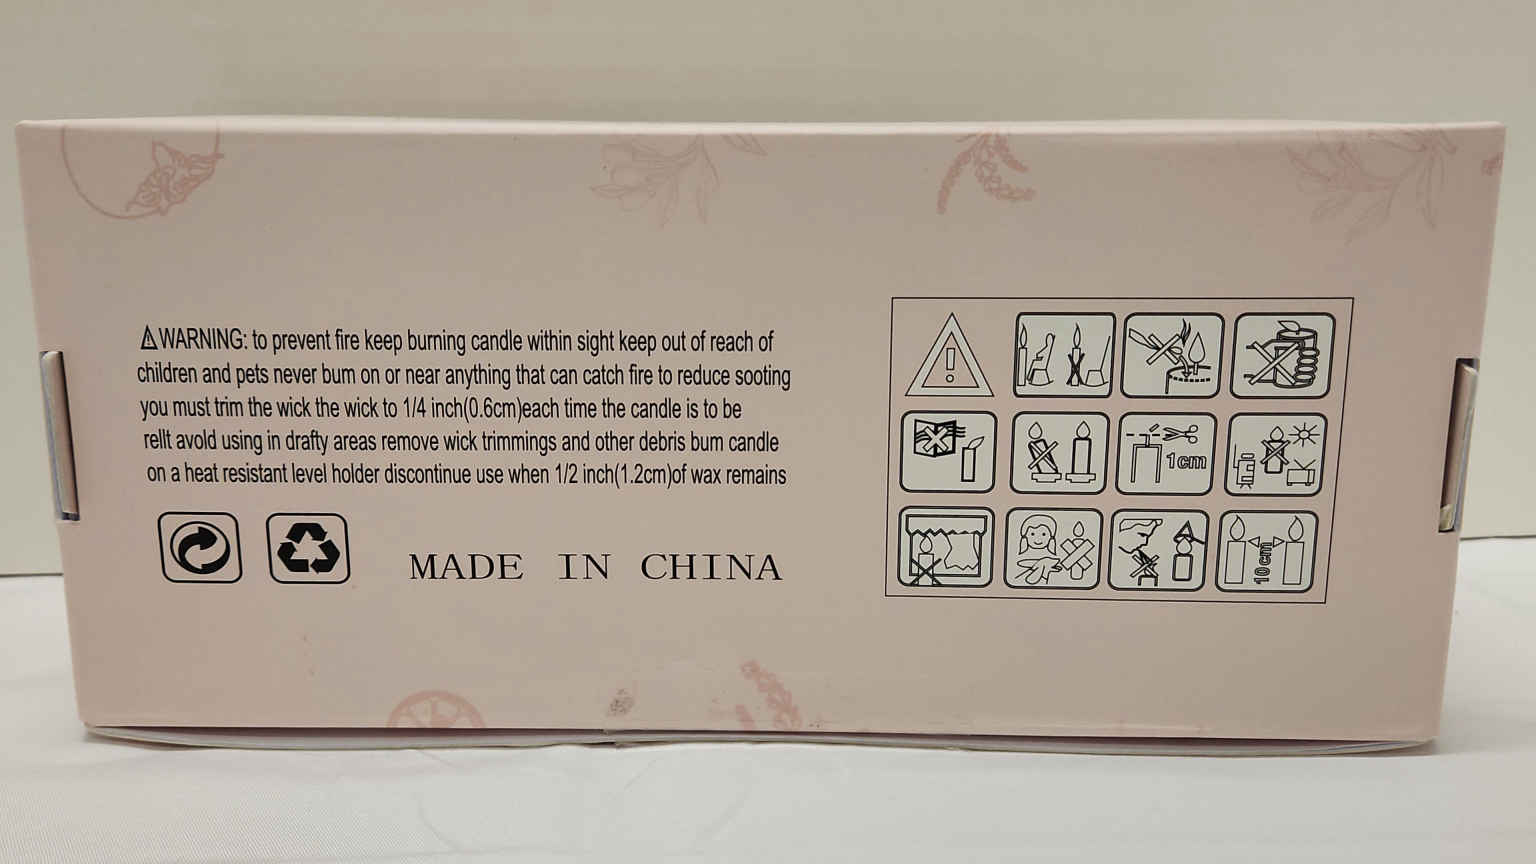 ⚠WARNING: to prevent fire keep burning candle within sight keep out of reach of
children and pets never bum on or near anything that can catch fire to reduce sooting
you must trim the wick the wick to 1/4 inch(0.6cm)each time the candle is to be
rellt avold using in drafty areas remove wick trimmings and other debris bum candle
on a heat resistant level holder discontinue use when 1/2 inch(1.2cm)of wax remains
MADE IN CHINA
1cm
10cm